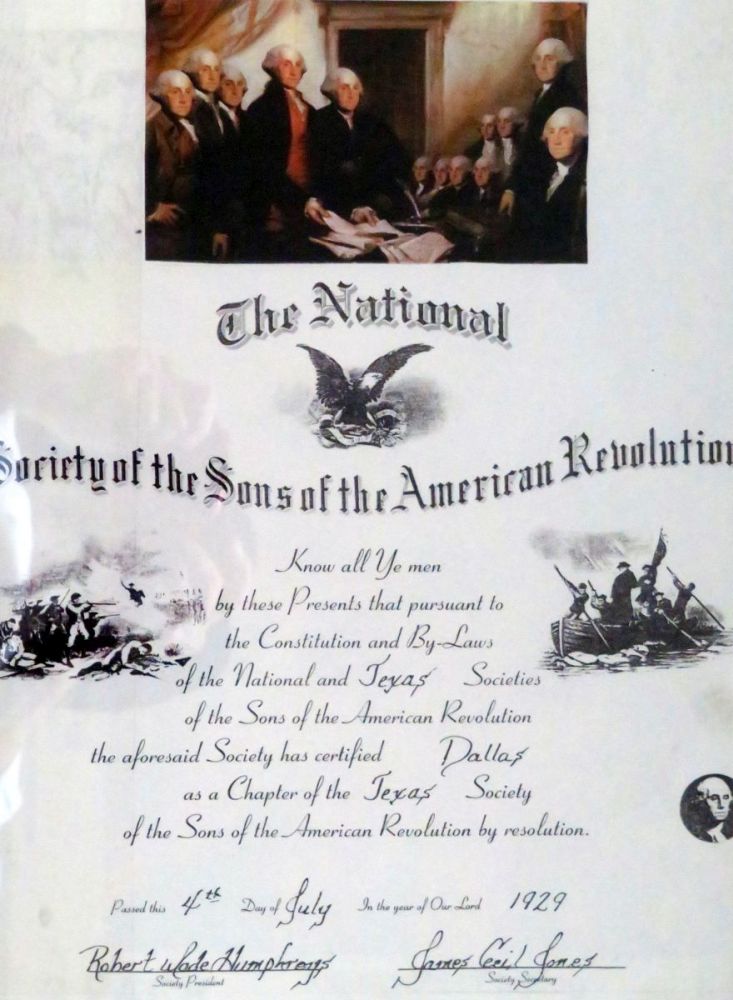 The National
Society of the Sons of the American Revolution
Know all Ye men
by these Presents that pursuant to
the Constitution and By-Laws
of the National and Texas Societies
of the Sons of the American Revolution
the aforesaid Society has certified Dallas
as a Chapter of the Texas Society
of the Sons of the American Revolution by resolution.
Passed this 4th Day of July In the year of Our Lord 1929
Robert Wade Humphreys James Cecil Jones
Society President Society Secretary